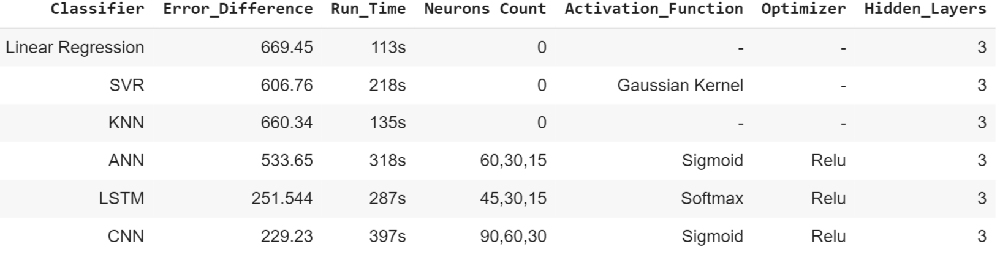 Classifier Error_Difference Run_Time Neurons Count Activation_Function Optimizer Hidden_Layers
Linear Regression 669.45 113s 0 - - 3
SVR 606.76 218s 0 Gaussian Kernel - 3
KNN 660.34 135s 0 - - 3
ANN 533.65 318s 60,30,15 Sigmoid Relu 3
LSTM 251.544 287s 45,30,15 Softmax Relu 3
CNN 229.23 397s 90,60,30 Sigmoid Relu 3